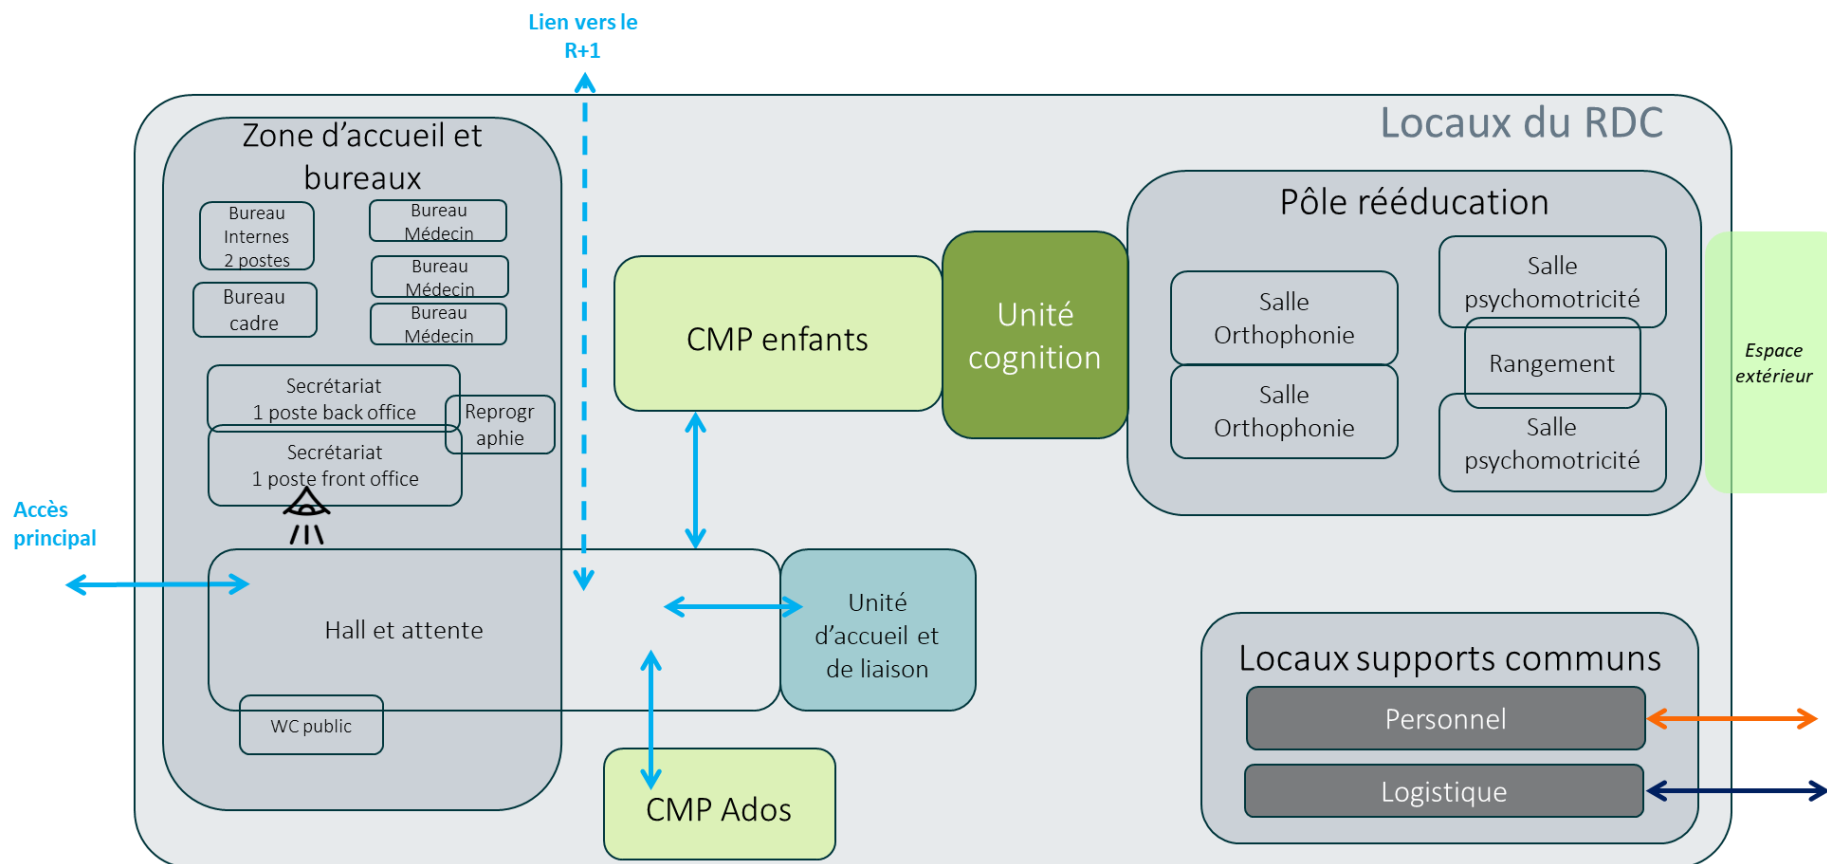 Lien vers le
R+1
Locaux du RDC
Zone d'accueil et
bureaux
Bureau
Internes
2 postes
Bureau
Médecin
Bureau
Médecin
Bureau
cadre
Bureau
Médecin
Secrétariat
1 poste back office
Reprogr
aphie
Secrétariat
1 poste front office
Accès
principal
Hall et attente
WC public
CMP enfants
Unité
cognition
Pôle rééducation
Salle
Orthophonie
Salle
Orthophonie
Salle
psychomotricité
Rangement
Salle
psychomotricité
Espace
extérieur
Unité
d'accueil et
de liaison
CMP Ados
Locaux supports communs
Personnel
Logistique